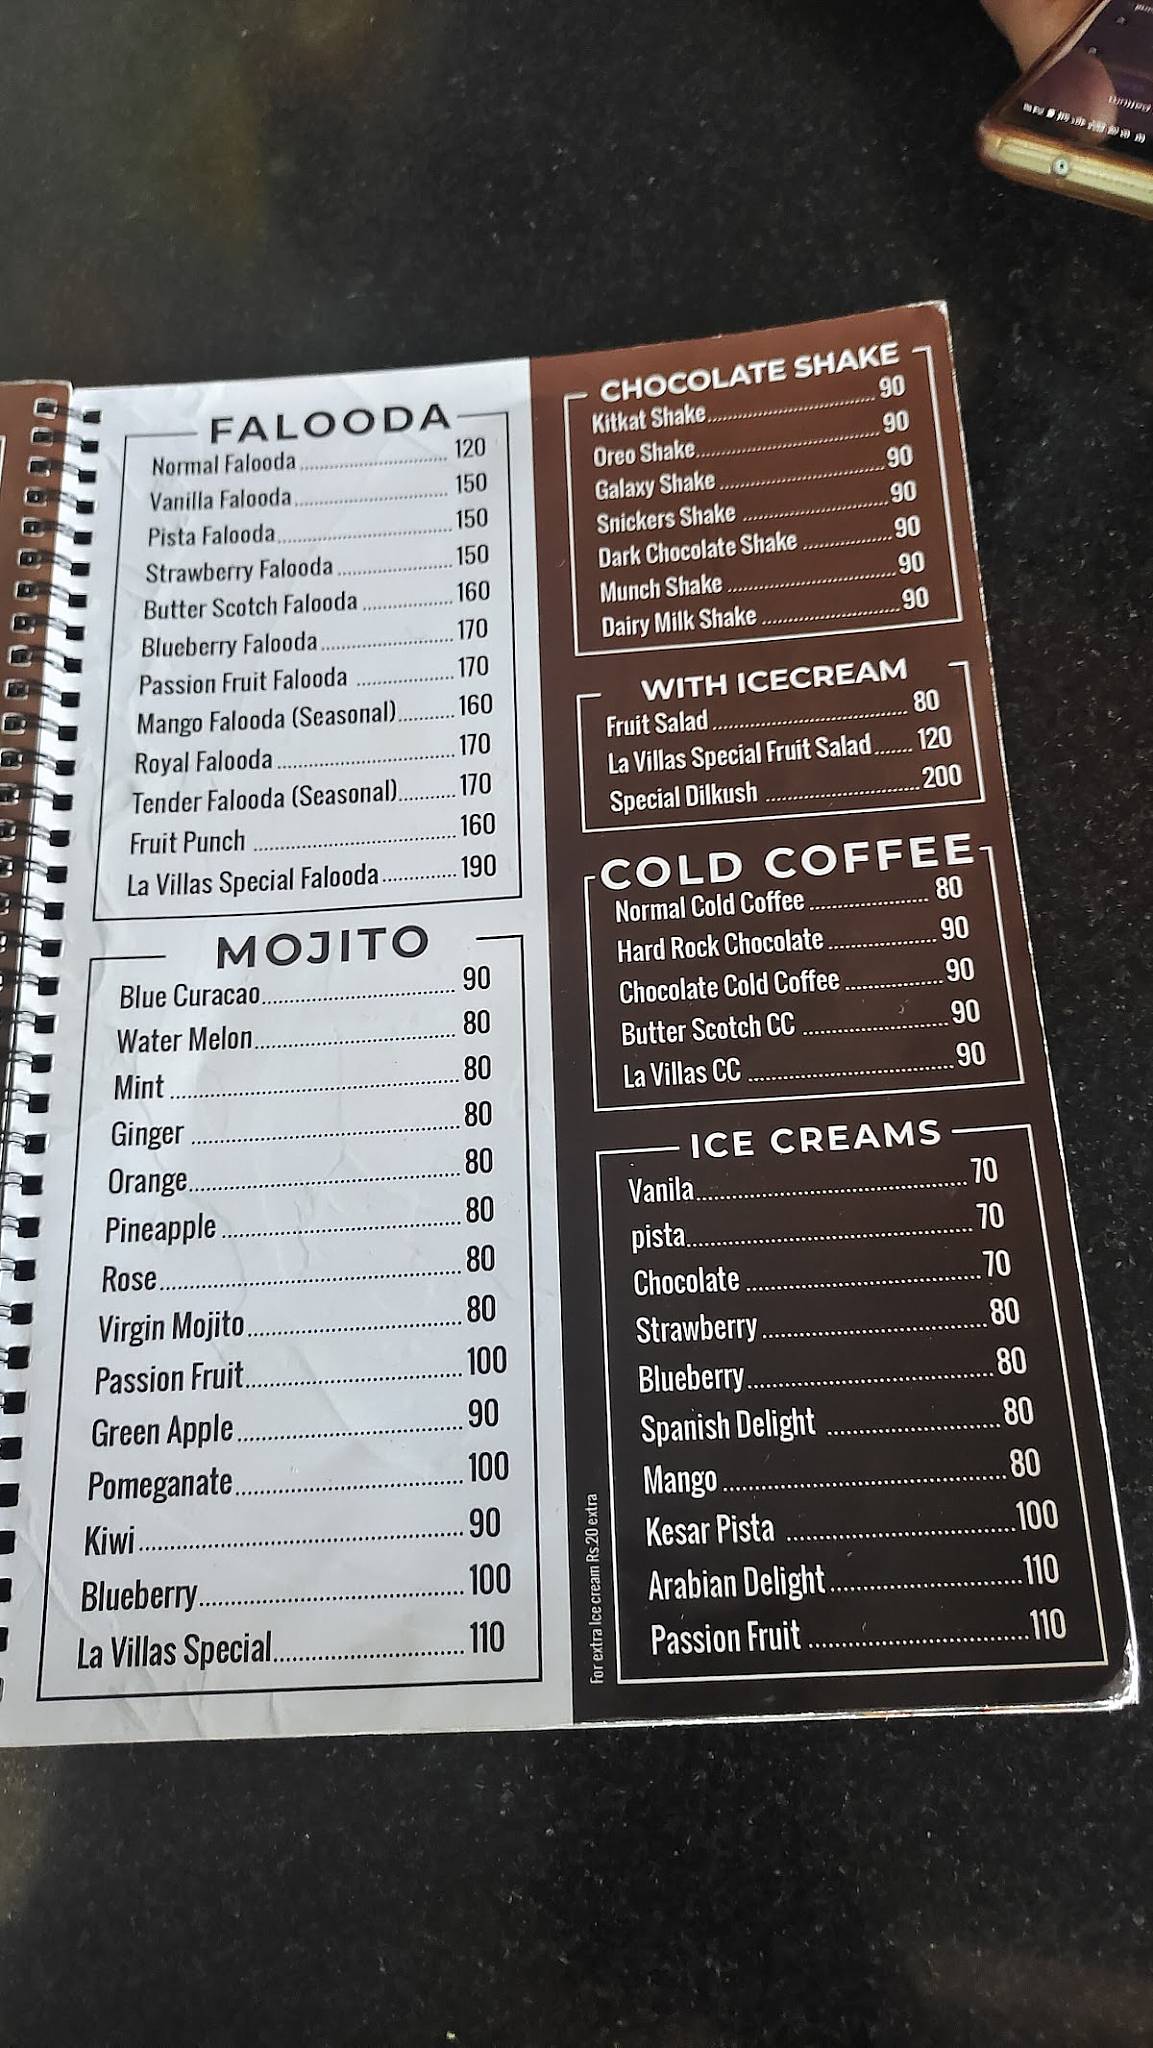 FALOODA
Normal Falooda 120
Vanilla Falooda 150
Pista Falooda 150
Strawberry Falooda 150
Butter Scotch Falooda 160
Blueberry Falooda 170
Passion Fruit Falooda 170
Mango Falooda (Seasonal) 160
Royal Falooda 170
Tender Falooda (Seasonal) 170
Fruit Punch 160
La Villas Special Falooda 190
MOJITO
Blue Curacao 90
Water Melon 80
Mint 80
Ginger 80
Orange 80
Pineapple 80
Rose 80
Virgin Mojito 80
Passion Fruit 100
Green Apple 90
Pomeganate 100
Kiwi 90
Blueberry 100
La Villas Special 110
CHOCOLATE SHAKE
Kitkat Shake 90
Oreo Shake 90
Galaxy Shake 90
Snickers Shake 90
Dark Chocolate Shake 90
Munch Shake 90
Dairy Milk Shake 90
WITH ICECREAM
Fruit Salad 80
La Villas Special Fruit Salad 120
Special Dilkush 200
COLD COFFEE
Normal Cold Coffee 80
Hard Rock Chocolate 90
Chocolate Cold Coffee 90
Butter Scotch CC 90
La Villas CC 90
ICE CREAMS
Vanila 70
pista 70
Chocolate 70
Strawberry 80
Blueberry 80
Spanish Delight 80
Mango 80
Kesar Pista 100
Arabian Delight 110
Passion Fruit 110
For extra Ice cream Rs.20 extra